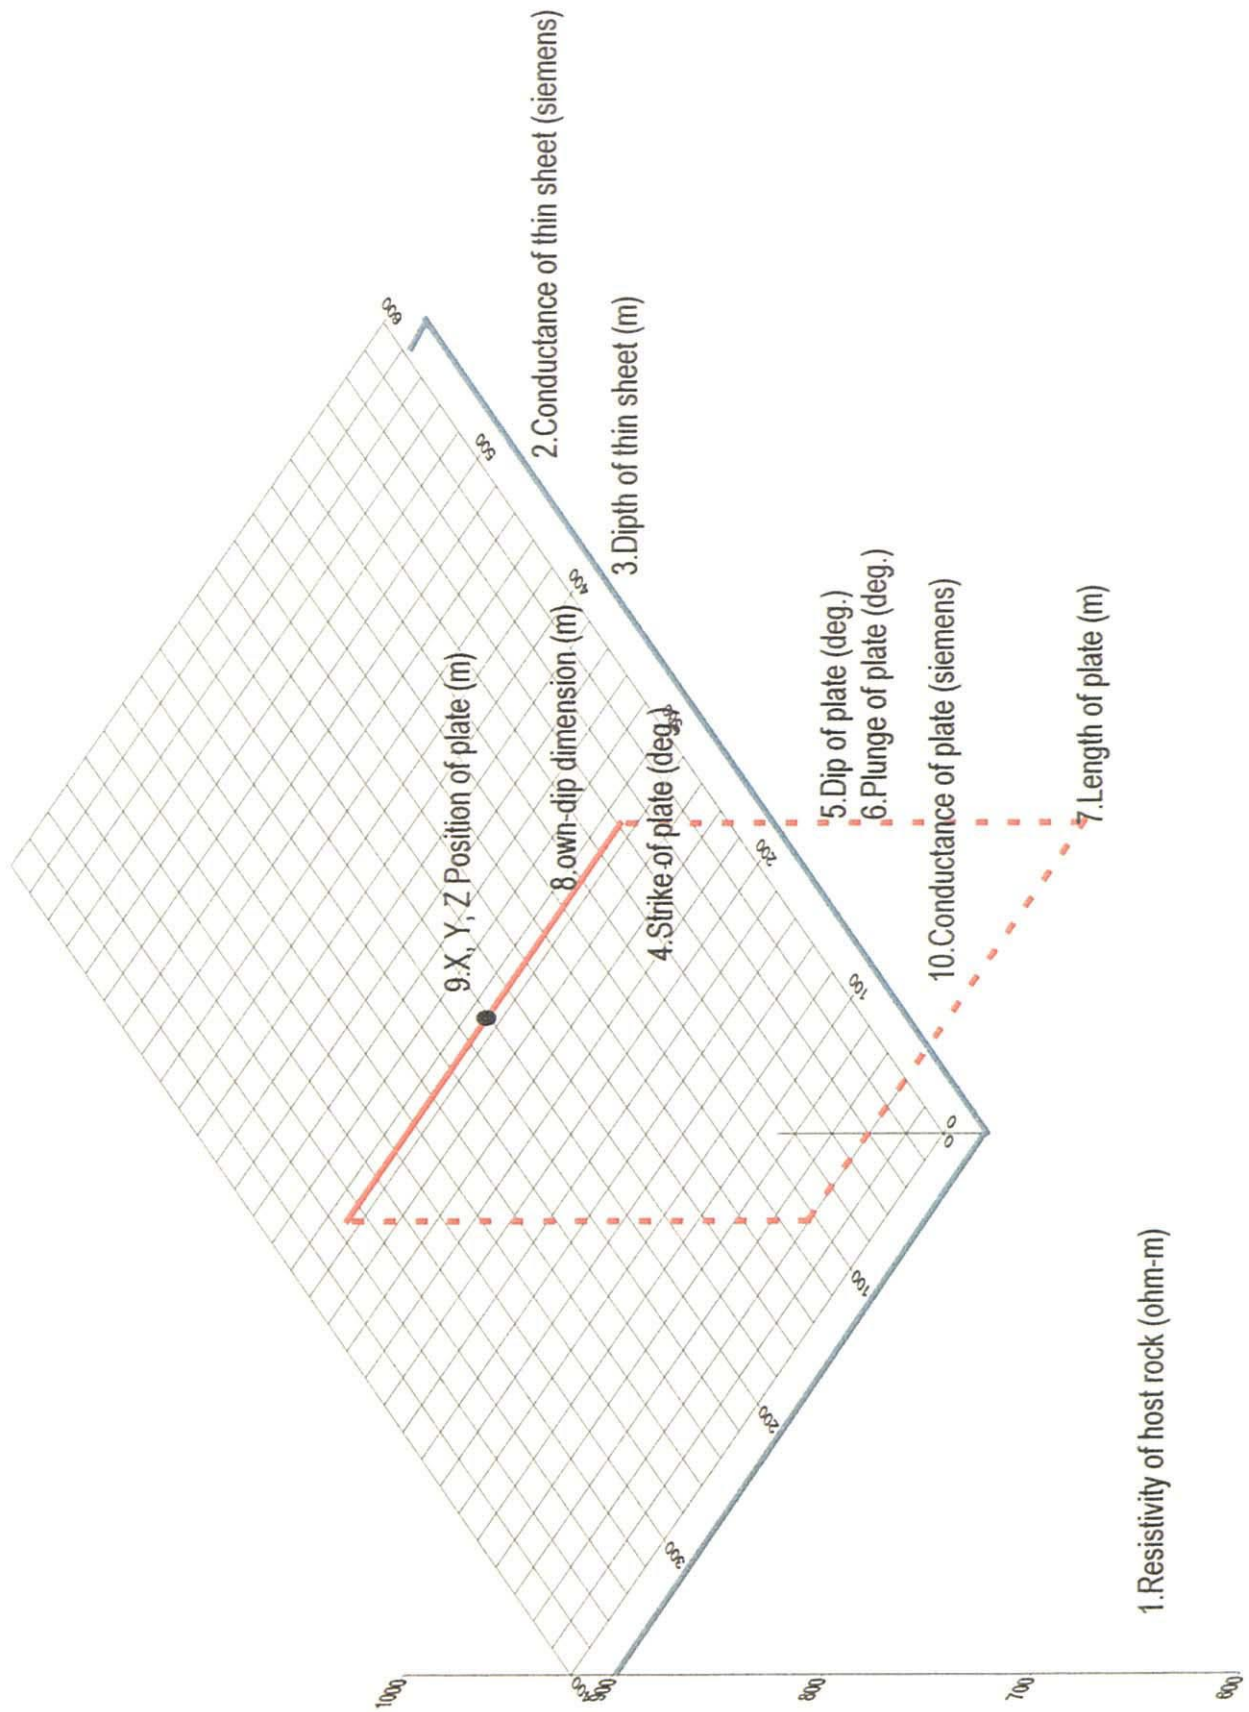 2.Conductance of thin sheet (siemens)
3.Dipth of thin sheet (m)
9.X, Y, Z Position of plate (m)
8.own-dip dimension (m)
4.Strike of plate (deg.)
5.Dip of plate (deg.)
6.Plunge of plate (deg.)
10.Conductance of plate (siemens)
7.Length of plate (m)
1.Resistivity of host rock (ohm-m)
1000
900
800
700
600
400
300
200
100
0
0
100
200
400
500
600